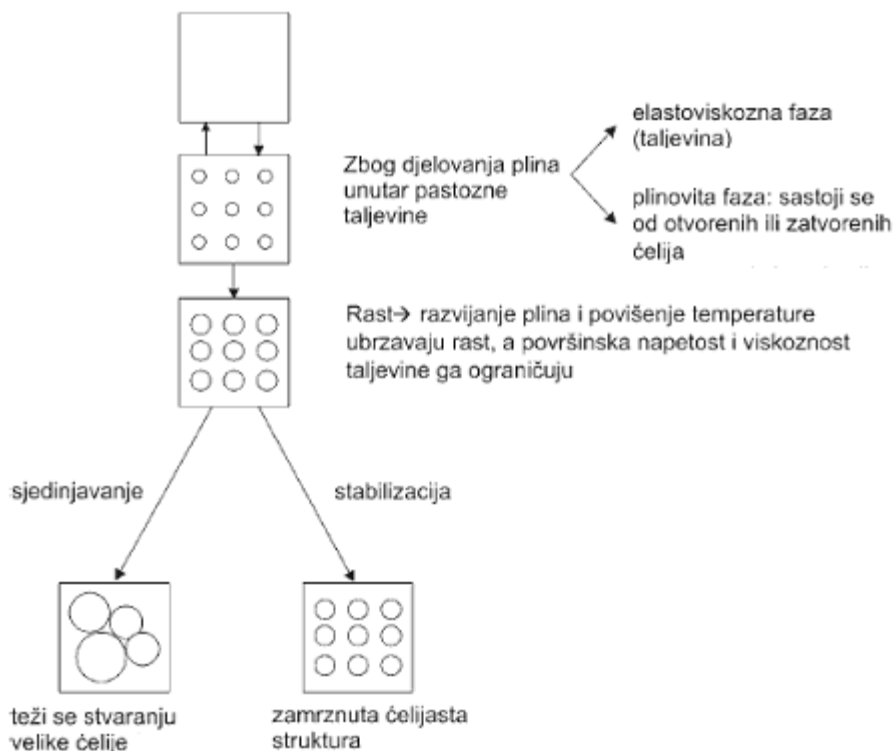 Zbog djelovanja plina
unutar pastozne
taljevine
elastoviskozna faza
(taljevina)
plinovita faza: sastoji se
od otvorenih ili zatvorenih
ćelija
Rast→ razvijanje plina i povišenje temperature
ubrzavaju rast, a površinska napetost i viskoznost
taljevine ga ograničuju
sjedinjavanje
stabilizacija
teži se stvaranju
velike ćelije
zamrznuta ćelijasta
struktura